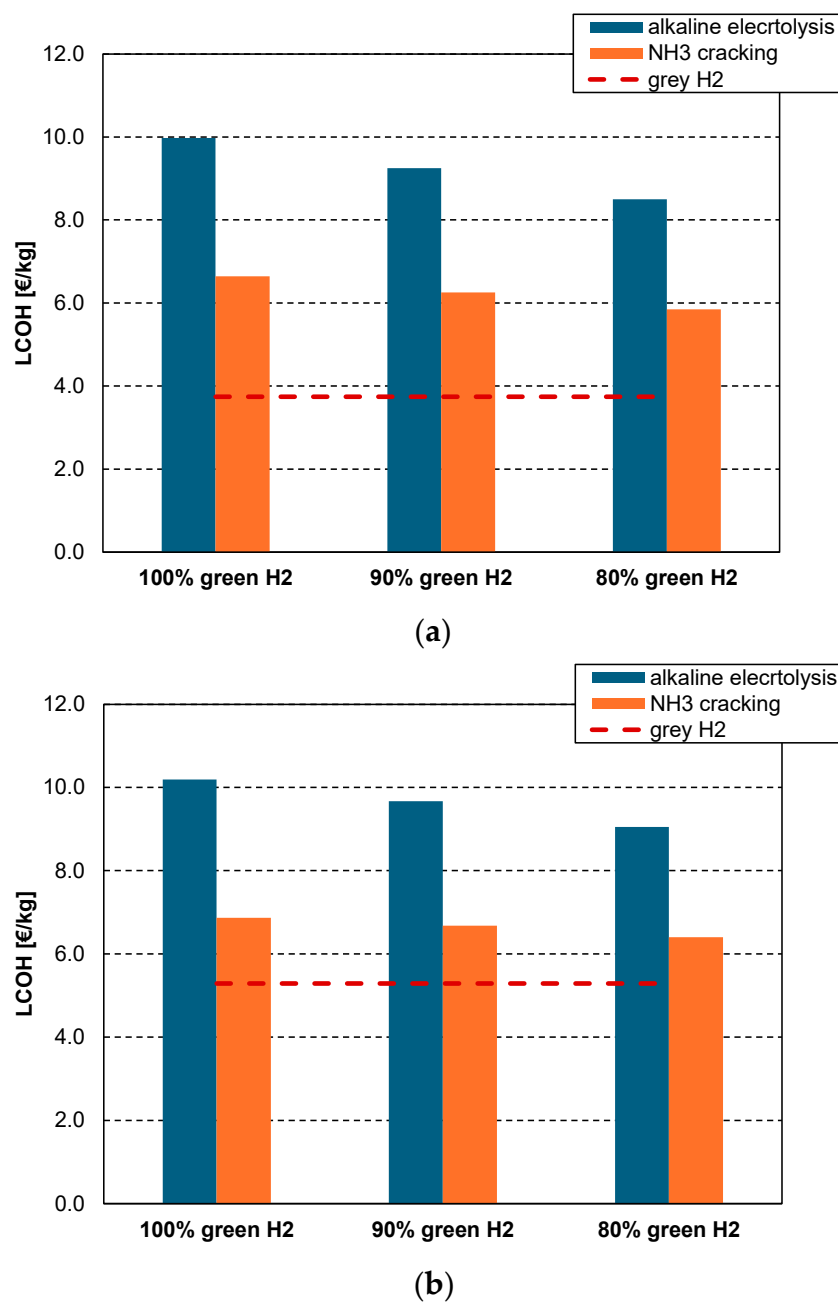 alkaline elecrtolysis
NH3 cracking
grey H2
12.0
10.0
8.0
6.0
4.0
2.0
0.0
LCOH [€/kg]
100% green H2 90% green H2 80% green H2
(a)
alkaline elecrtolysis
NH3 cracking
grey H2
12.0
10.0
8.0
6.0
4.0
2.0
0.0
LCOH [€/kg]
100% green H2 90% green H2 80% green H2
(b)